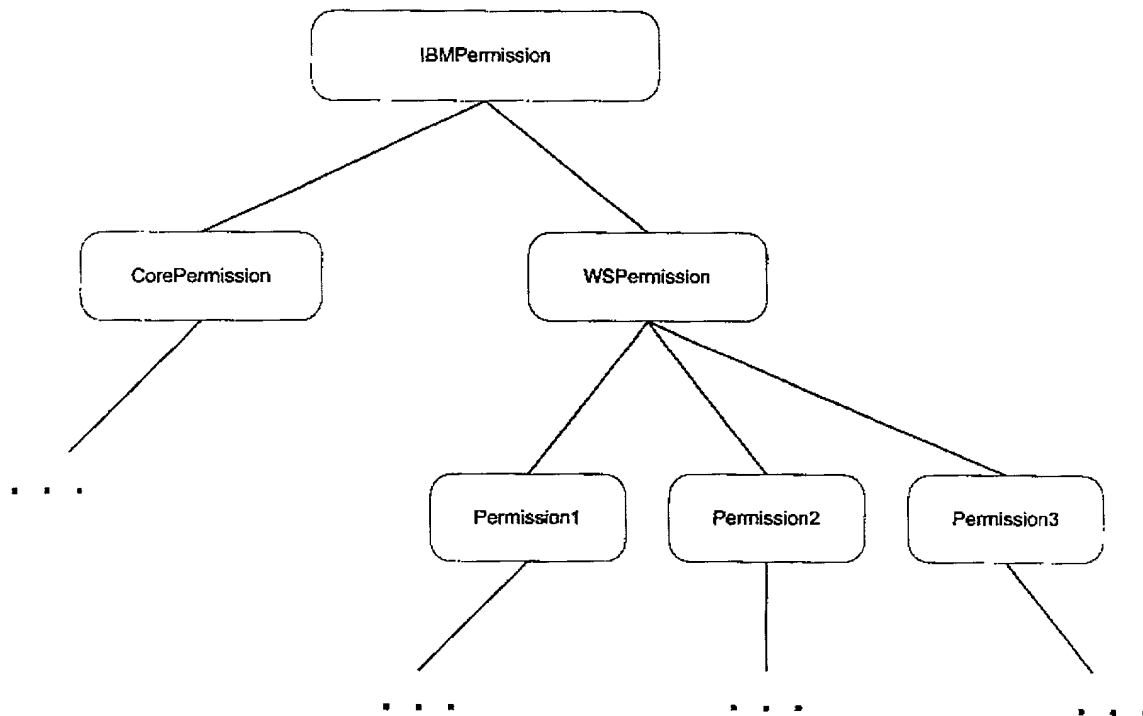 IBMPermission
CorePermission
WSPermission
Permission1
Permission2
Permission3
. . .
. . .
. . .
. . .